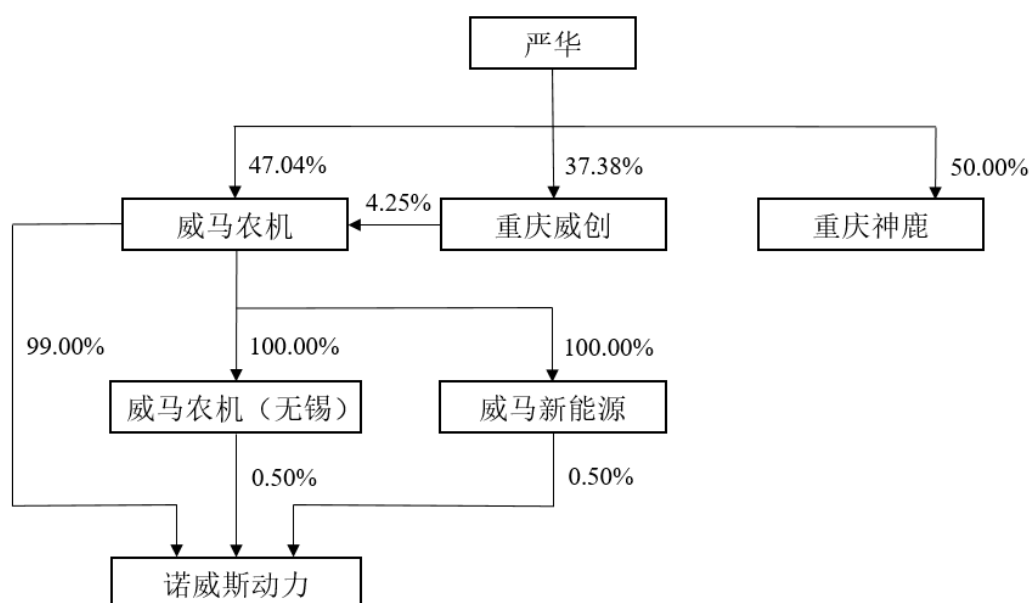 严华
47.04%
37.38%
50.00%
4.25%
威马农机
重庆威创
重庆神鹿
99.00%
100.00%
100.00%
威马农机（无锡）
威马新能源
0.50%
0.50%
诺威斯动力